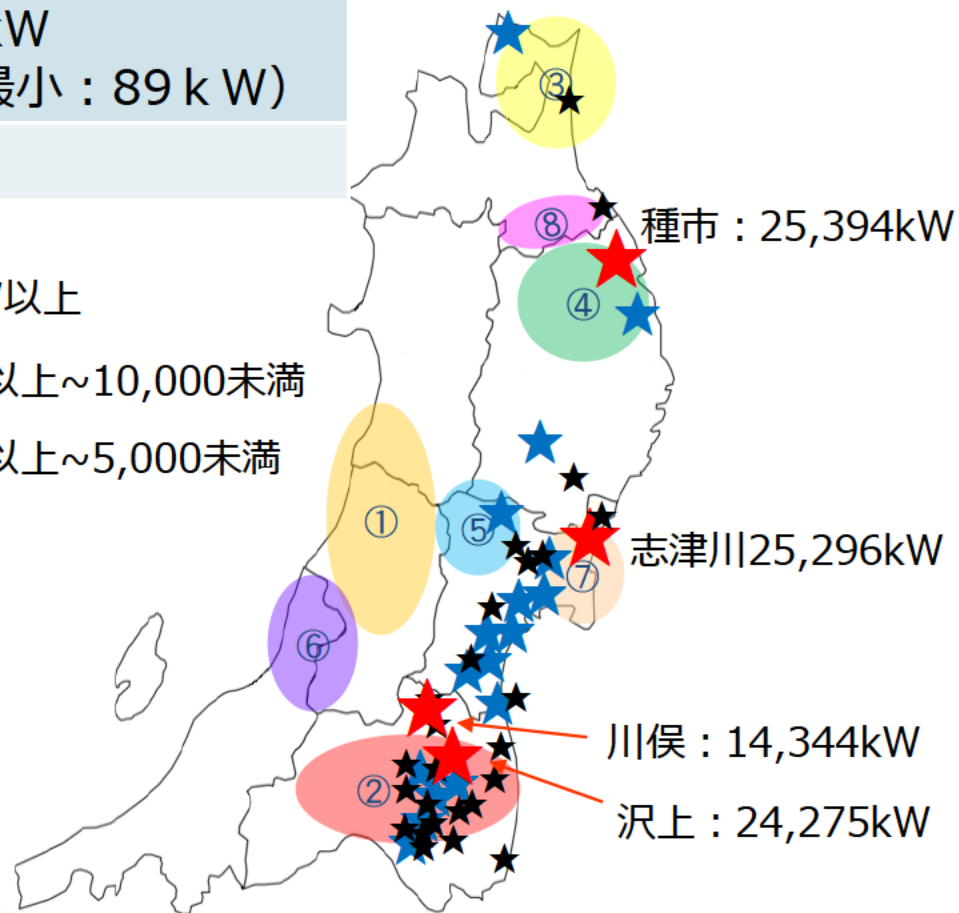 kW
最小：89ｋW）
以上
以上~10,000未満
以上~5,000未満
③
⑧
種市：25,394kW
④
①
⑤
志津川25,296kW
⑦
⑥
川俣：14,344kW
②
沢上：24,275kW